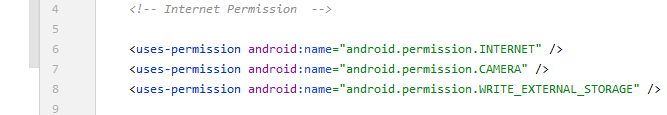 4 <!-- Internet Permission  -->
5
6 <uses-permission android:name="android.permission.INTERNET" />
7 <uses-permission android:name="android.permission.CAMERA" />
8 <uses-permission android:name="android.permission.WRITE_EXTERNAL_STORAGE" />
9